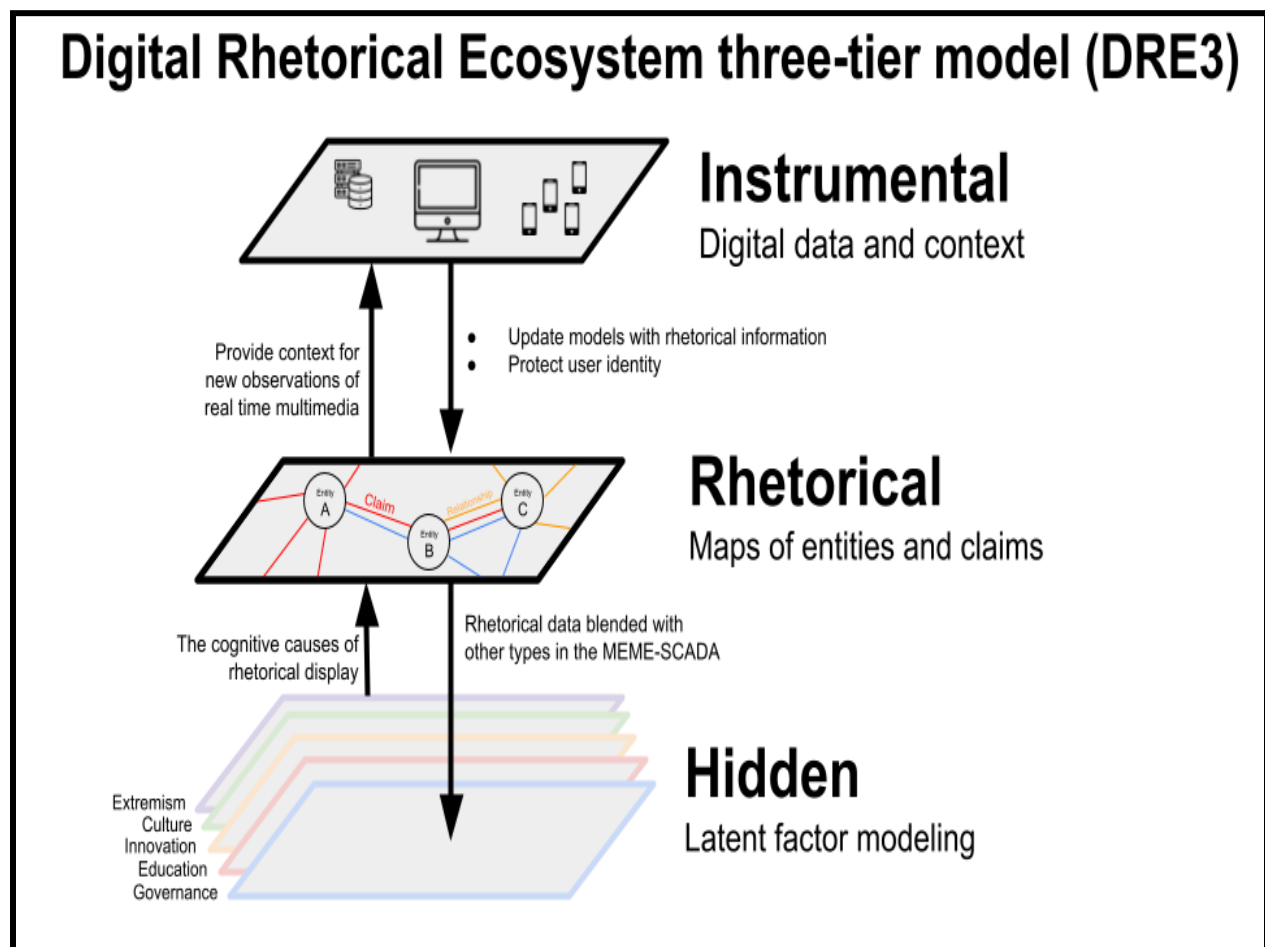 Digital Rhetorical Ecosystem three-tier model (DRE3)
Instrumental
Digital data and context
Provide context for
new observations of
real time multimedia
● Update models with rhetorical information
● Protect user identity
Entity
A
Claim
Entity
B
Relationship
Entity
C
Rhetorical
Maps of entities and claims
The cognitive causes of
rhetorical display
Rhetorical data blended with
other types in the MEME-SCADA
Extremism
Culture
Innovation
Education
Governance
Hidden
Latent factor modeling